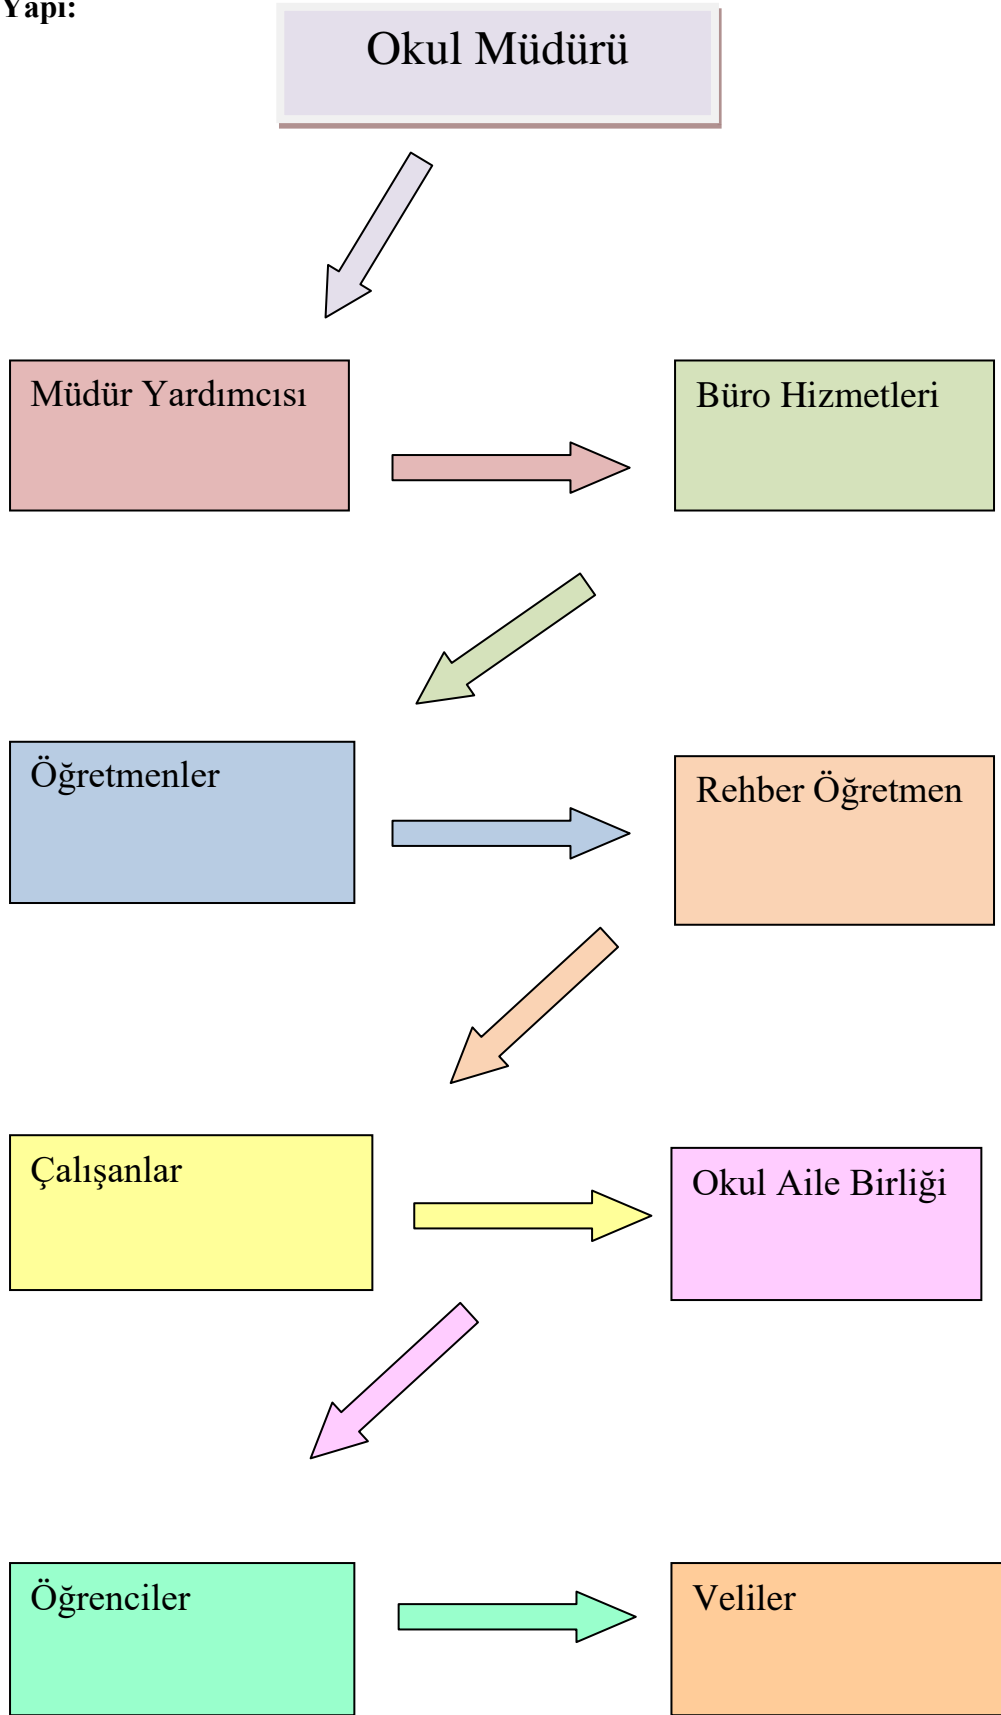 Yapı:
Okul Müdürü
Müdür Yardımcısı
Büro Hizmetleri
Öğretmenler
Rehber Öğretmen
Çalışanlar
Okul Aile Birliği
Öğrenciler
Veliler